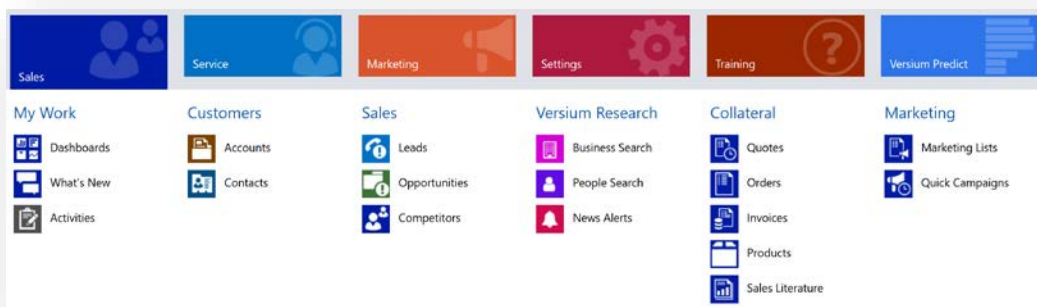 Sales
Service
Marketing
Settings
Training
Versium Predict
My Work
Dashboards
What's New
Activities
Customers
Accounts
Contacts
Sales
Leads
Opportunities
Competitors
Versium Research
Business Search
People Search
News Alerts
Collateral
Quotes
Orders
Invoices
Products
Sales Literature
Marketing
Marketing Lists
Quick Campaigns